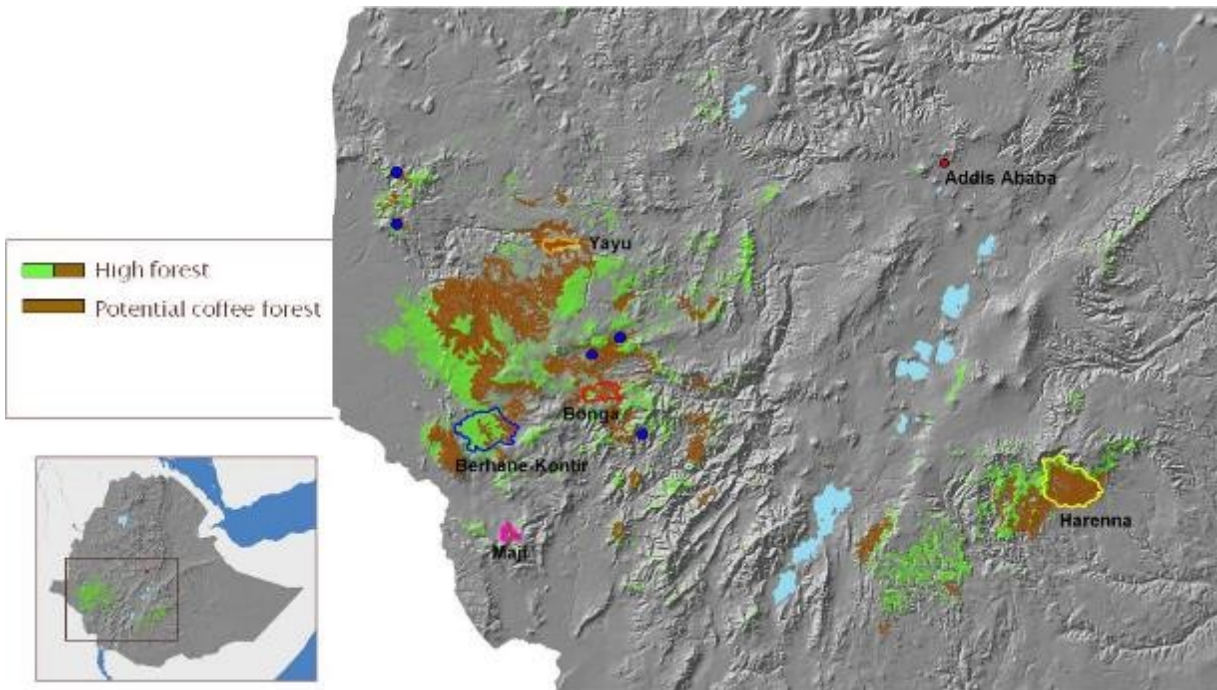 Addis Ababa
Yayu
High forest
Potential coffee forest
Bonga
Berhane-Kontir
Harenna
Maji